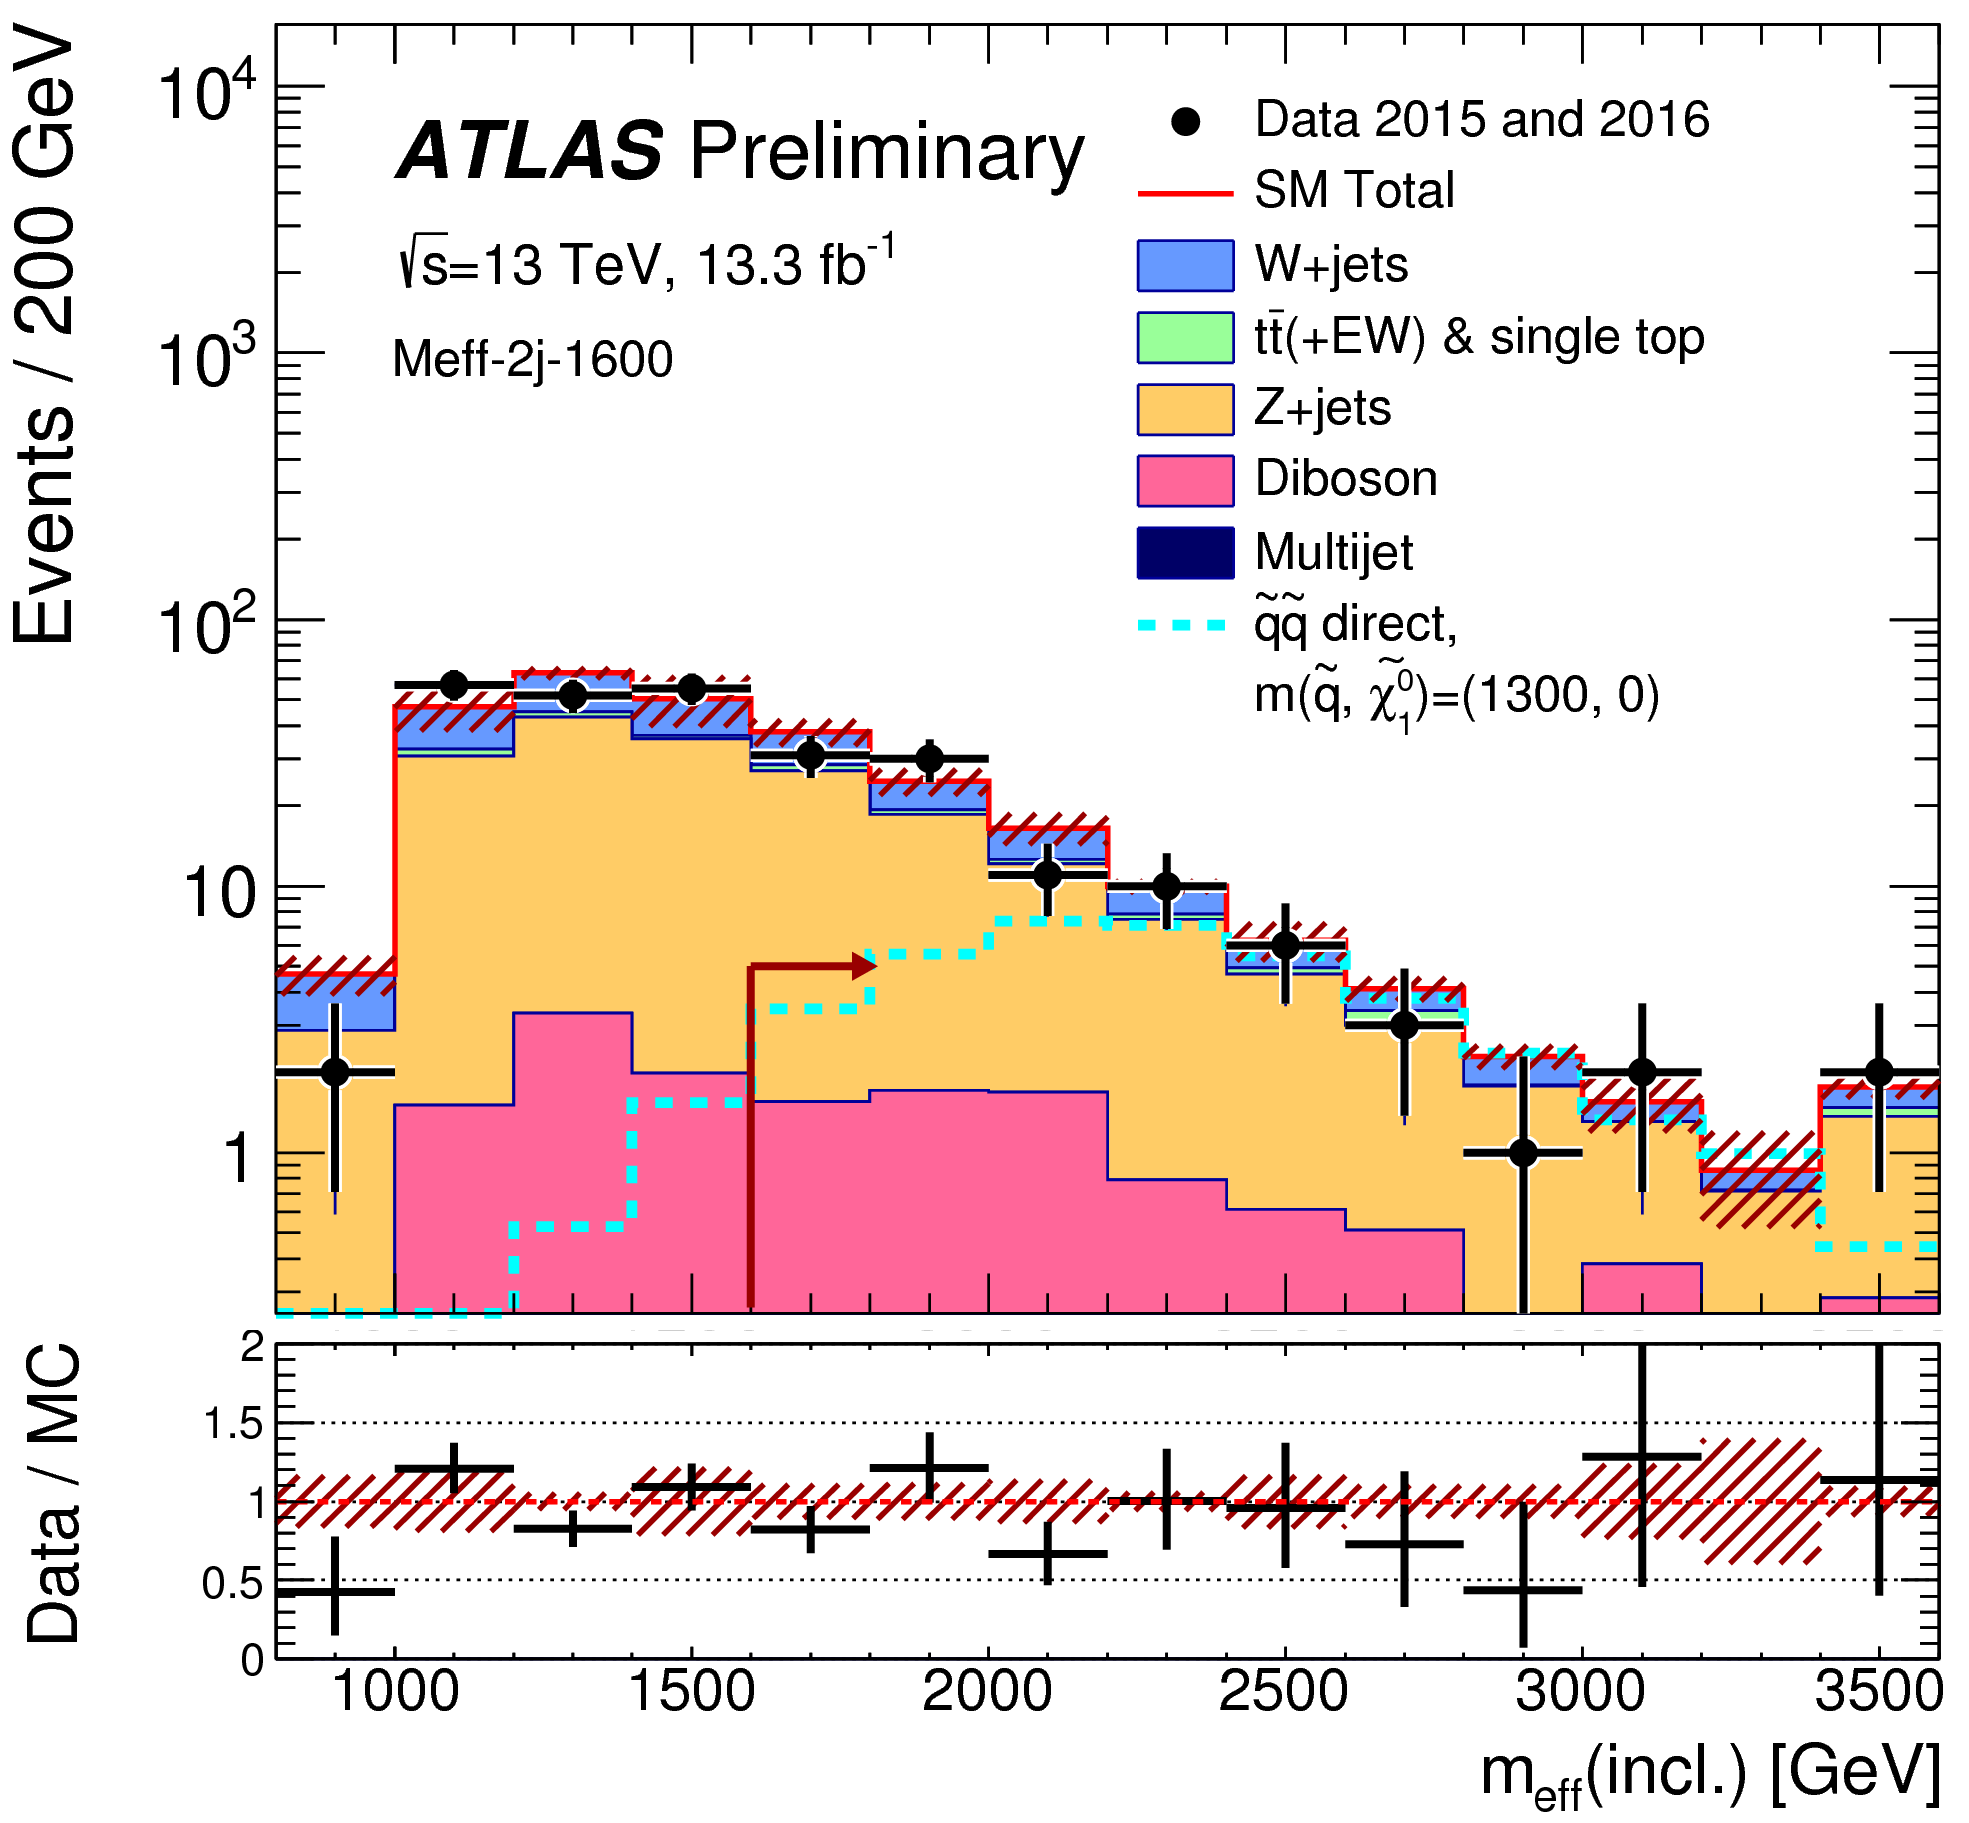 Events / 200 GeV
10⁴
10³
10²
10
1
ATLAS Preliminary
√s=13 TeV, 13.3 fb⁻¹
Meff-2j-1600
Data 2015 and 2016
SM Total
W+jets
tt̄(+EW) & single top
Z+jets
Diboson
Multijet
q̃q̃ direct,
m(q̃, χ̃⁰₁)=(1300, 0)
Data / MC
2
1.5
1
0.5
0
1000 1500 2000 2500 3000 3500
m_eff(incl.) [GeV]